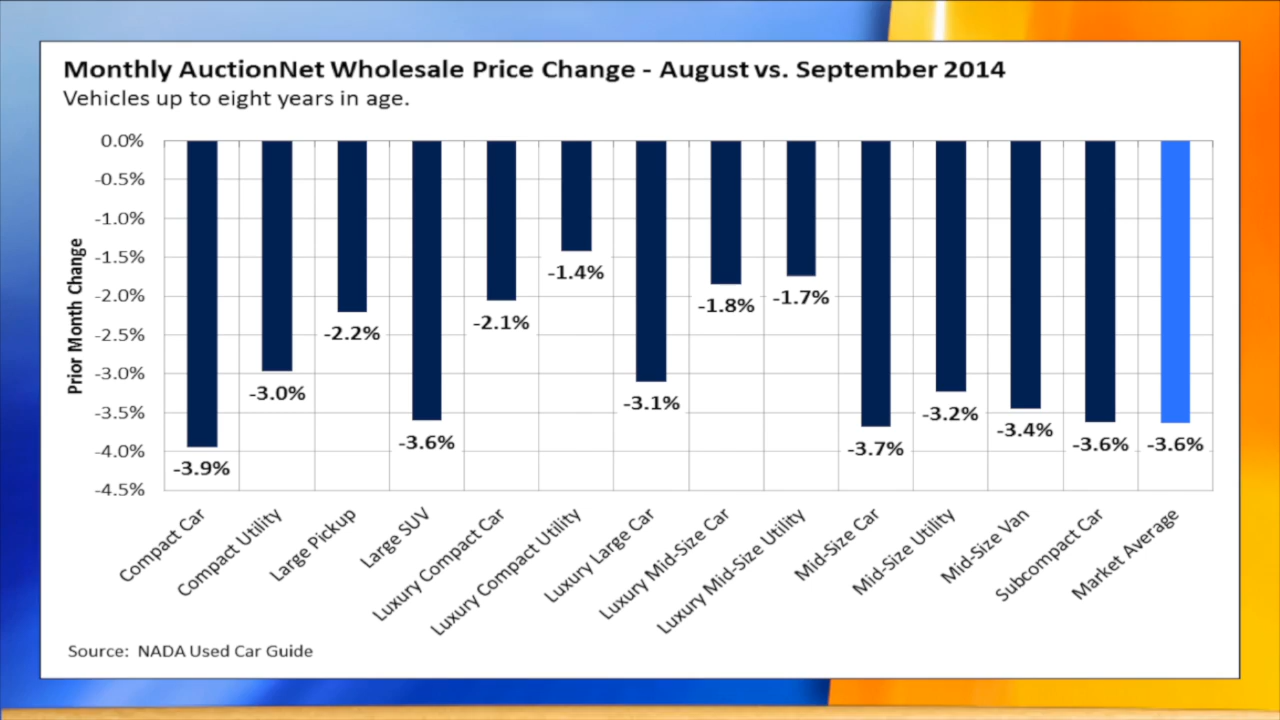 Monthly AuctionNet Wholesale Price Change - August vs. September 2014
Vehicles up to eight years in age.
0.0%
-0.5%
-1.0%
-1.5%
-2.0%
-2.5%
-3.0%
-3.5%
-4.0%
-4.5%
Prior Month Change
-3.9%
-3.0%
-2.2%
-3.6%
-2.1%
-1.4%
-3.1%
-1.8%
-1.7%
-3.7%
-3.2%
-3.4%
-3.6%
-3.6%
Compact Car
Compact Utility
Large Pickup
Large SUV
Luxury Compact Car
Luxury Compact Utility
Luxury Large Car
Luxury Mid-Size Car
Luxury Mid-Size Utility
Mid-Size Car
Mid-Size Utility
Mid-Size Van
Subcompact Car
Market Average
Source: NADA Used Car Guide